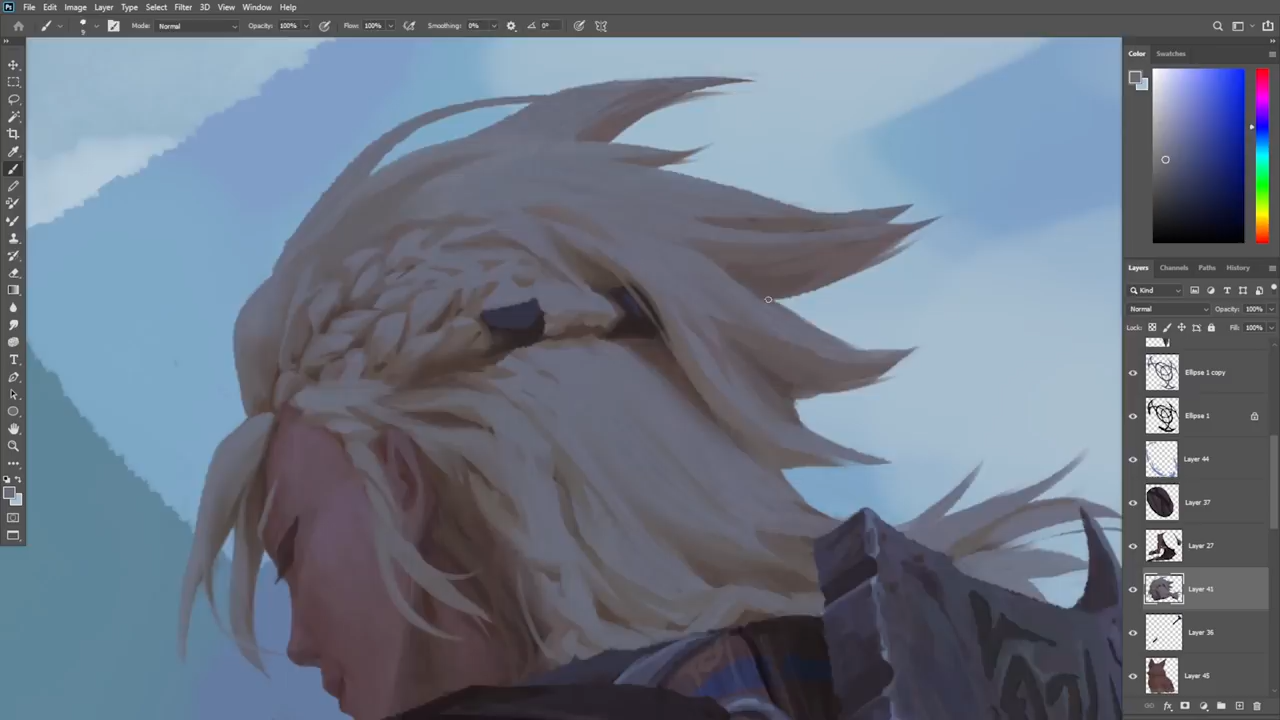 Ps File Edit Image Layer Type Select Filter 3D View Window Help
Mode: Normal Opacity: 100% Flow: 100% Smoothing: 0% 0°
Color Swatches
Layers Channels Paths History
Kind
Normal Opacity: 100%
Lock: Fill: 100%
Ellipse 1 copy
Ellipse 1
Layer 44
Layer 37
Layer 27
Layer 41
Layer 36
Layer 45